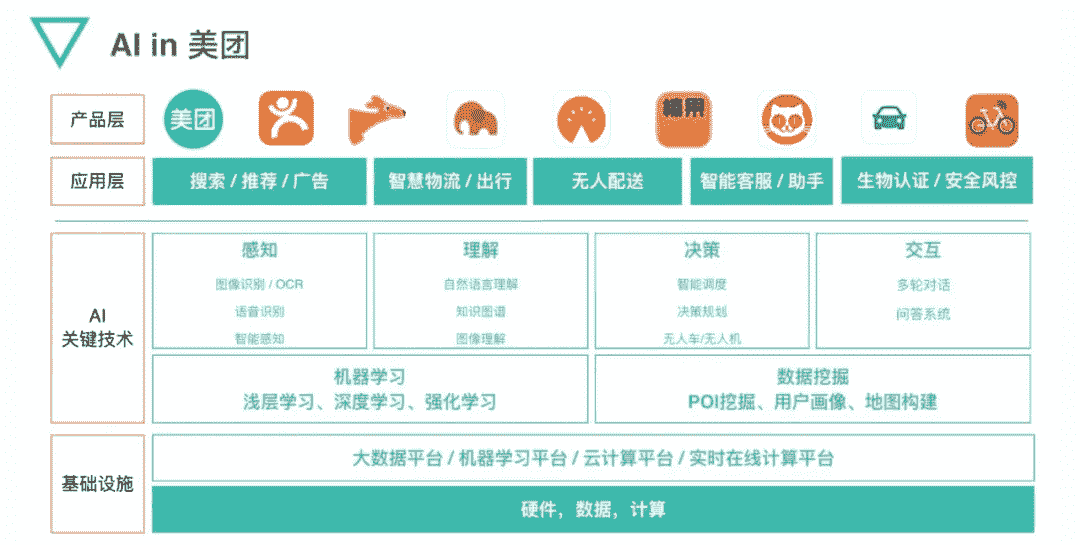 AI in 美团
产品层
美团
应用层
搜索 / 推荐 / 广告
智慧物流 / 出行
无人配送
智能客服 / 助手
生物认证 / 安全风控
AI
关键技术
感知
图像识别 / OCR
语音识别
智能感知
理解
自然语言理解
知识图谱
图像理解
决策
智能调度
决策规划
无人车/无人机
交互
多轮对话
问答系统
机器学习
浅层学习、深度学习、强化学习
数据挖掘
POI挖掘、用户画像、地图构建
基础设施
大数据平台 / 机器学习平台 / 云计算平台 / 实时在线计算平台
硬件，数据，计算